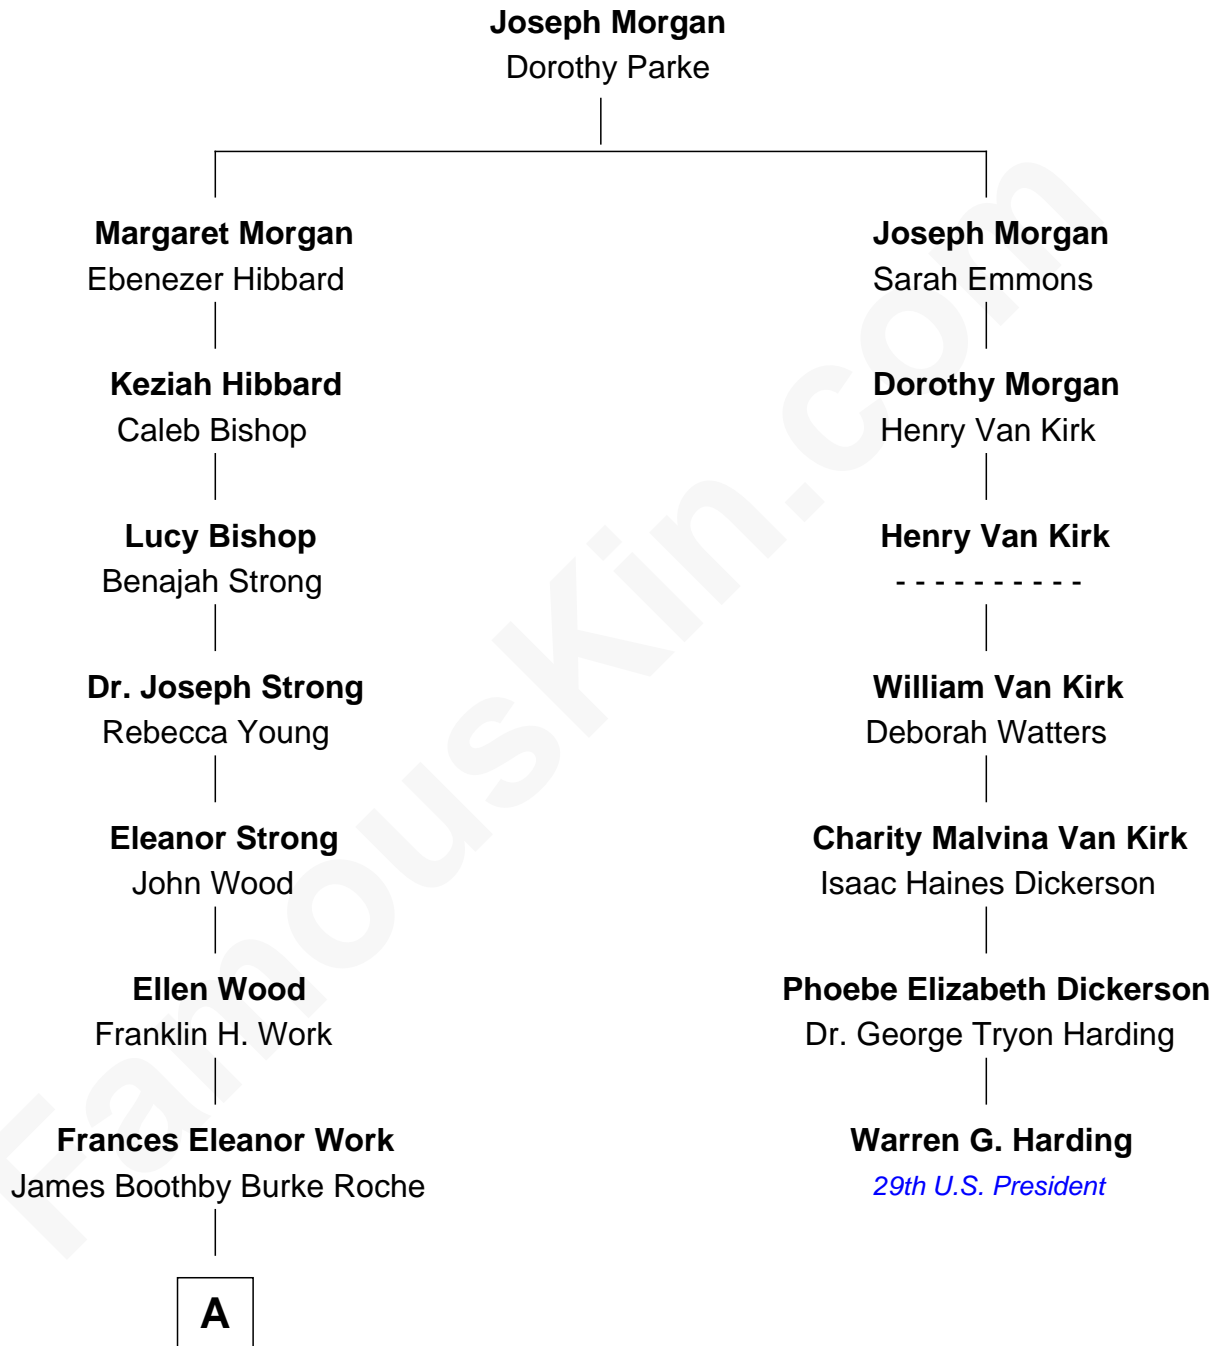 Joseph Morgan
Dorothy Parke
Margaret Morgan
Ebenezer Hibbard
Joseph Morgan
Sarah Emmons
Keziah Hibbard
Caleb Bishop
Dorothy Morgan
Henry Van Kirk
Lucy Bishop
Benajah Strong
Henry Van Kirk
- - - - - - - - - -
Dr. Joseph Strong
Rebecca Young
William Van Kirk
Deborah Watters
Eleanor Strong
John Wood
Charity Malvina Van Kirk
Isaac Haines Dickerson
Ellen Wood
Franklin H. Work
Phoebe Elizabeth Dickerson
Dr. George Tryon Harding
Frances Eleanor Work
James Boothby Burke Roche
Warren G. Harding
29th U.S. President
A
FamousKin.com